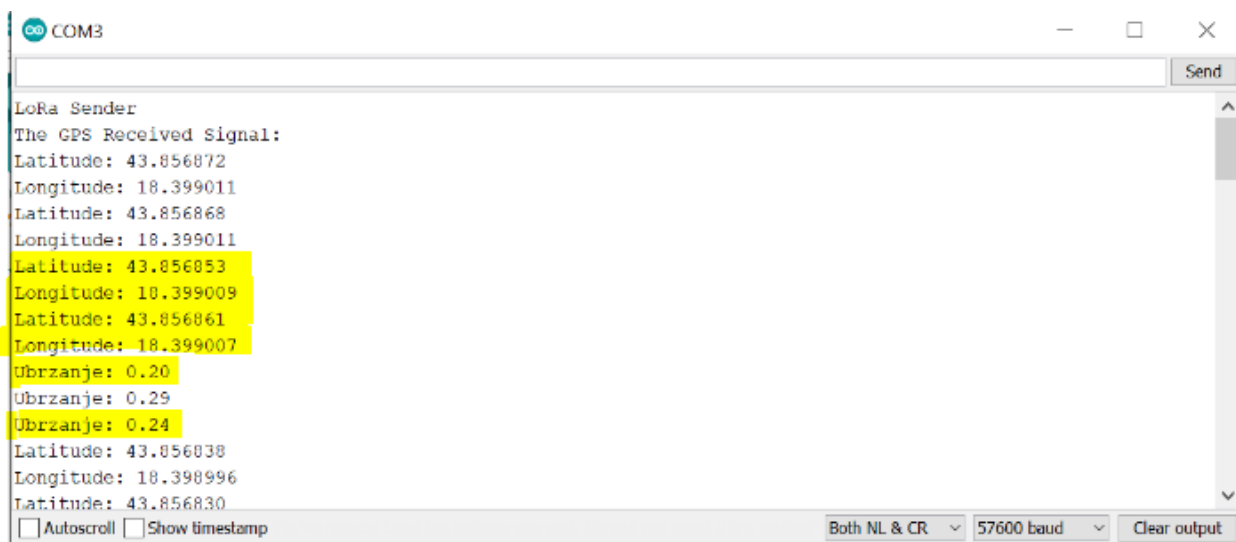 COM3
Send
LoRa Sender
The GPS Received Signal:
Latitude: 43.856872
Longitude: 18.399011
Latitude: 43.856868
Longitude: 18.399011
Latitude: 43.856853
Longitude: 18.399009
Latitude: 43.856861
Longitude: 18.399007
Ubrzanje: 0.20
Ubrzanje: 0.29
Ubrzanje: 0.24
Latitude: 43.856838
Longitude: 18.398996
Latitude: 43.856830
Autoscroll Show timestamp Both NL & CR 57600 baud Clear output